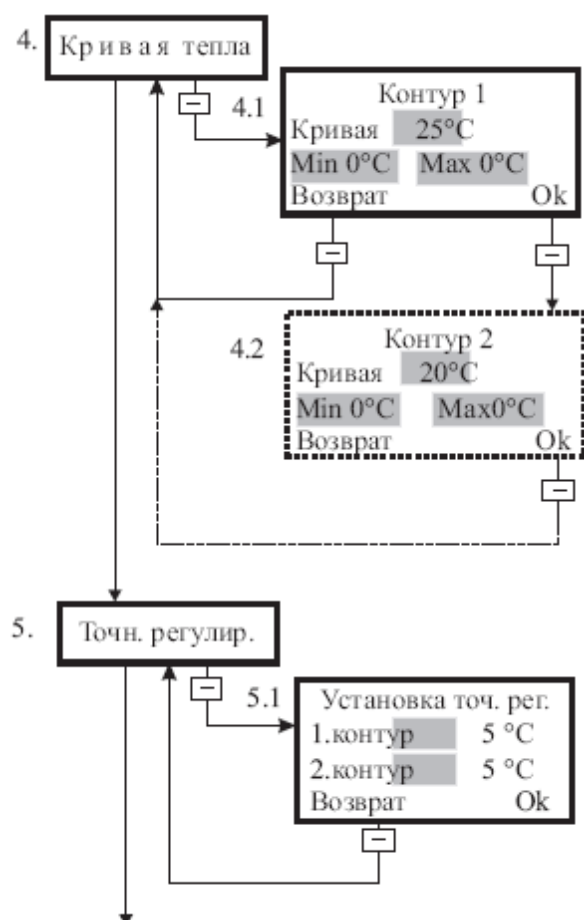 4. Кривая тепла
4.1
Контур 1
Кривая 25°C
Min 0°C Max 0°C
Возврат Ok
4.2
Контур 2
Кривая 20°C
Min 0°C Max0°C
Возврат Ok
5. Точн. регулир.
5.1
Установка точ. рег.
1.контур 5 °C
2.контур 5 °C
Возврат Ok